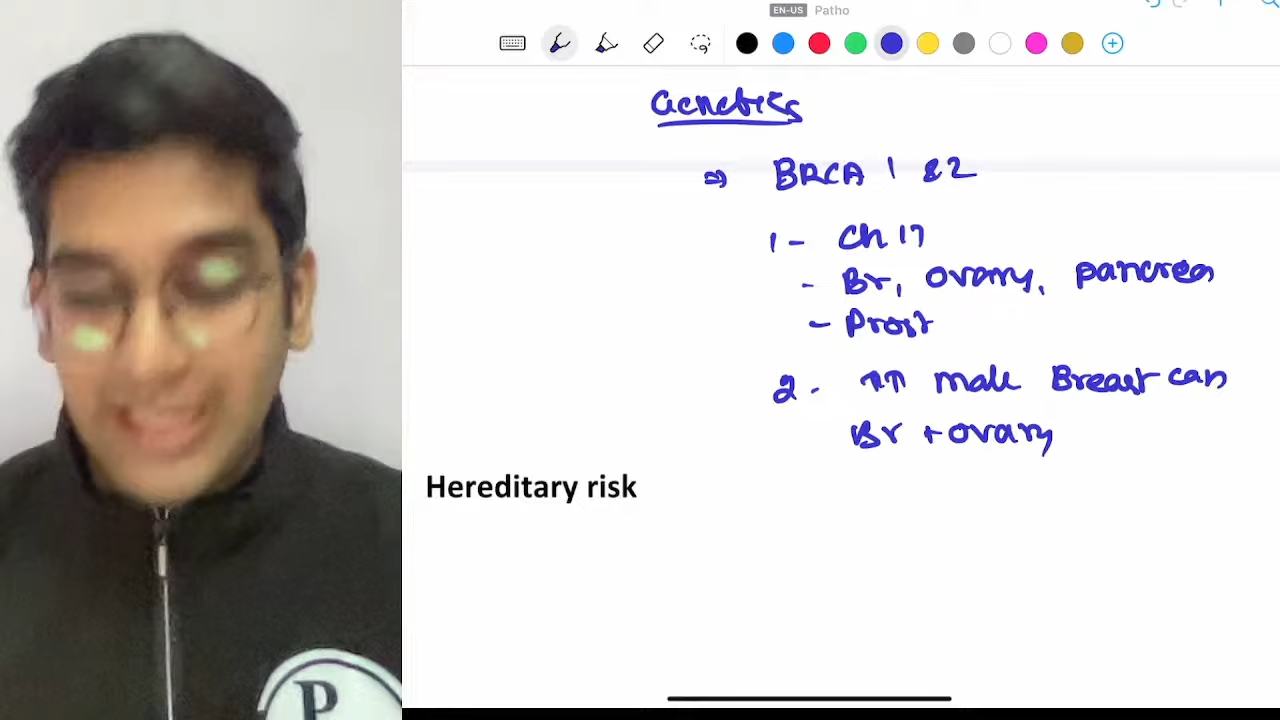 EN-US Patho
Genetics
⇒ BRCA 1 & 2
1 - Ch 17
- Br, ovary, pancreas
- Prost
2 - ↑↑ male Breast can
Br + ovary
Hereditary risk
P